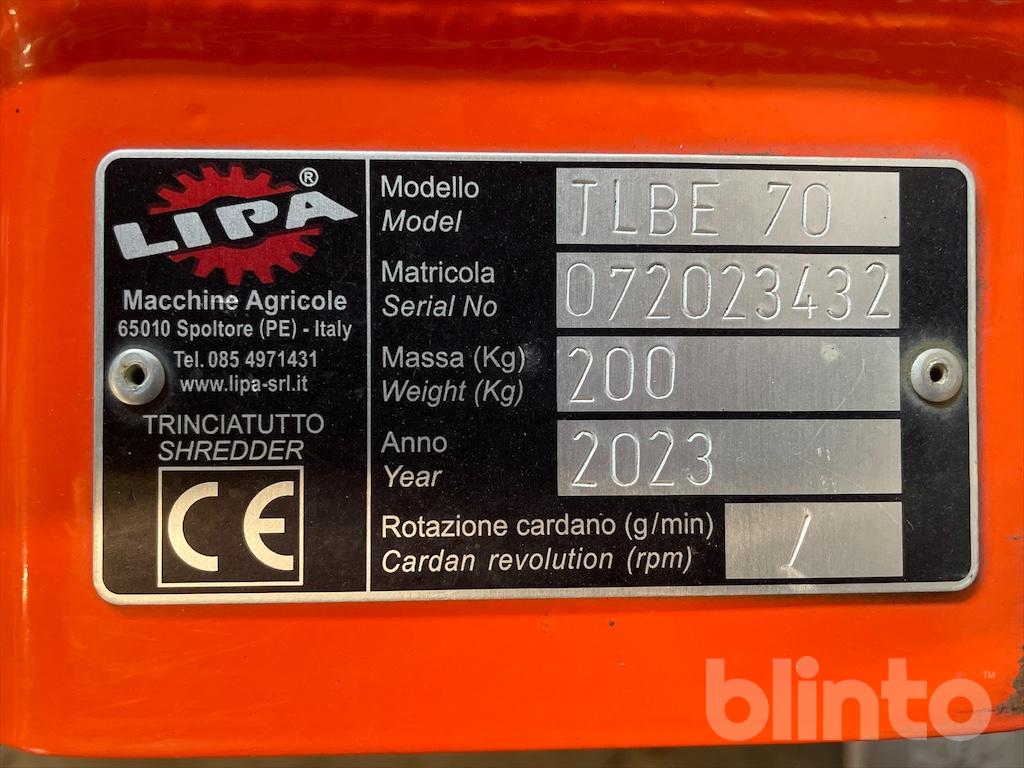 LIPA®
Macchine Agricole
65010 Spoltore (PE) - Italy
Tel. 085 4971431
www.lipa-srl.it
TRINCIATUTTO
SHREDDER
CE
Modello TLBE 70
Model
Matricola 072023432
Serial No
Massa (Kg) 200
Weight (Kg)
Anno 2023
Year
Rotazione cardano (g/min) /
Cardan revolution (rpm)
blinto™